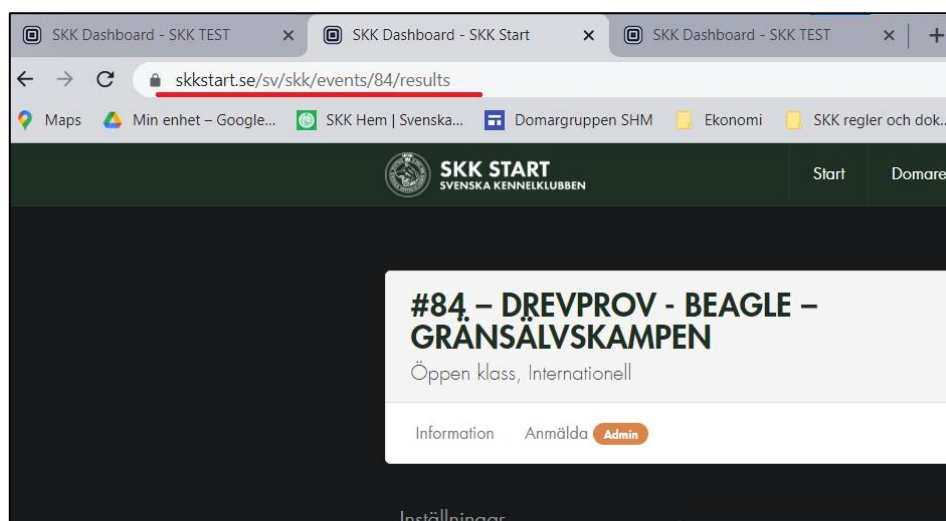 SKK Dashboard - SKK TEST
SKK Dashboard - SKK Start
SKK Dashboard - SKK TEST
skkstart.se/sv/skk/events/84/results
Maps Min enhet – Google... SKK Hem | Svenska... Domargruppen SHM Ekonomi SKK regler och dok..
SKK START
SVENSKA KENNELKLUBBEN
Start Domare
#84 – DREVPROV - BEAGLE –
GRÄNSÄLVSKAMPEN
Öppen klass, Internationell
Information Anmälda Admin
Inställningar